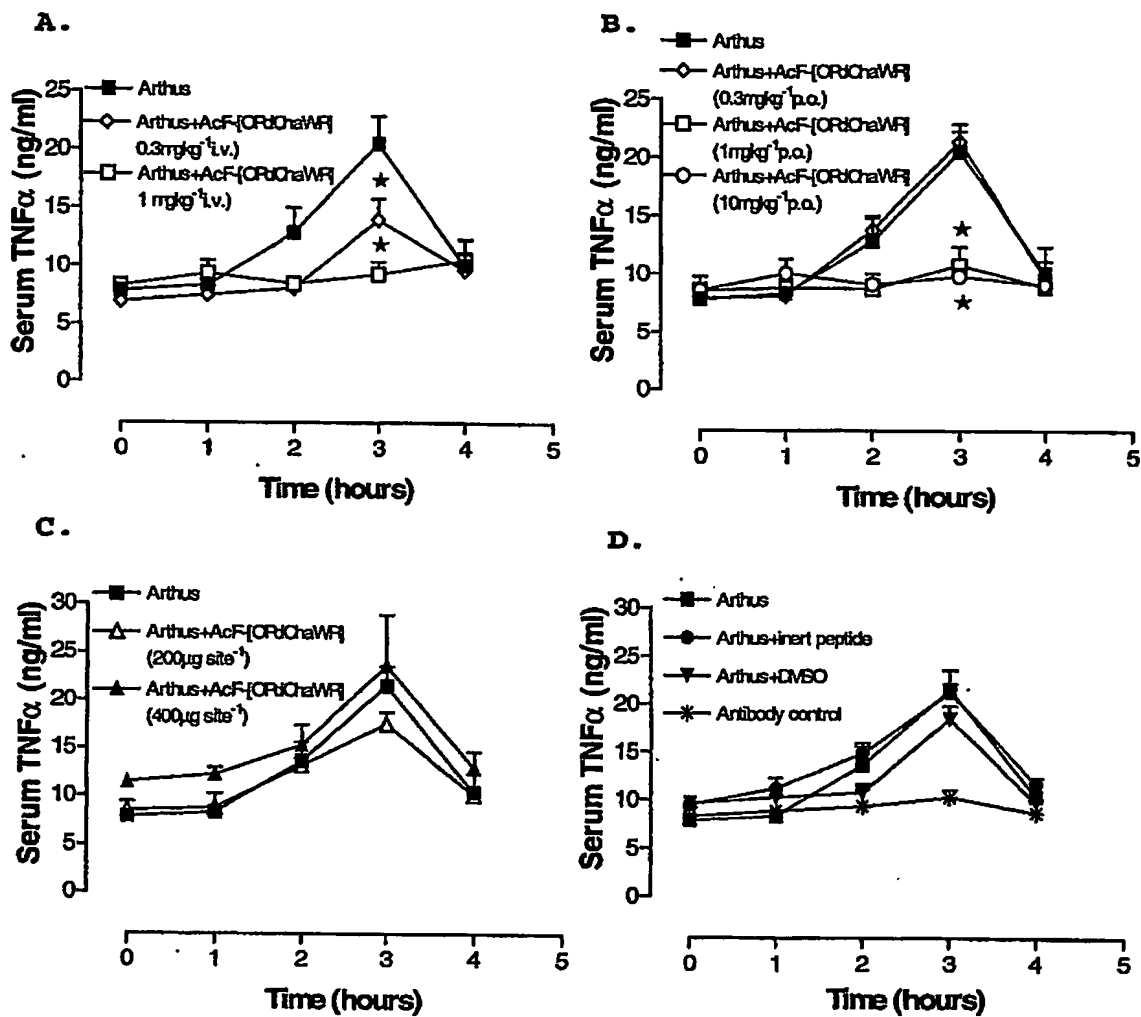 A.
Arthus
Arthus+AcF-[OPdChaWR]
0.3mgkg⁻¹i.v.)
Arthus+AcF-[OPdChaWR]
1mgkg⁻¹i.v.)
Serum TNFα (ng/ml)
25
20
15
10
5
0
0 1 2 3 4 5
Time (hours)
B.
Arthus
Arthus+AcF-[OPdChaWR]
(0.3mgkg⁻¹p.o.)
Arthus+AcF-[OPdChaWR]
(1mgkg⁻¹p.o.)
Arthus+AcF-[OPdChaWR]
(10mgkg⁻¹p.o.)
Serum TNFα (ng/ml)
25
20
15
10
5
0
0 1 2 3 4 5
Time (hours)
C.
Arthus
Arthus+AcF-[OPdChaWR]
(200µg site⁻¹)
Arthus+AcF-[OPdChaWR]
(400µg site⁻¹)
Serum TNFα (ng/ml)
30
25
20
15
10
5
0
0 1 2 3 4 5
Time (hours)
D.
Arthus
Arthus+inert peptide
Arthus+DMSO
Antibody control
Serum TNFα (ng/ml)
30
25
20
15
10
5
0
0 1 2 3 4 5
Time (hours)